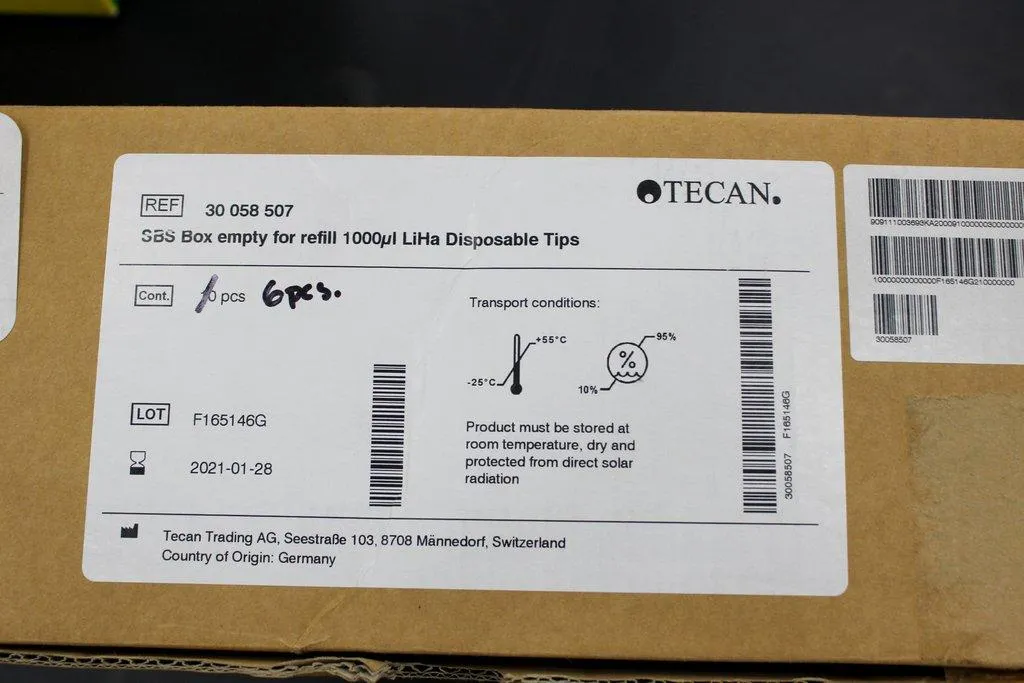 TECAN.
REF 30 058 507
SBS Box empty for refill 1000µl LiHa Disposable Tips
Cont. 10 pcs 6pcs.
Transport conditions:
+55°C
-25°C
%
95%
10%
LOT F165146G
2021-01-28
Product must be stored at
room temperature, dry and
protected from direct solar
radiation
30058507 F165146G
Tecan Trading AG, Seestraße 103, 8708 Männedorf, Switzerland
Country of Origin: Germany
30058507